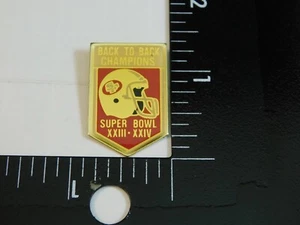 BACK TO BACK
CHAMPIONS
SUPER BOWL
XXIII · XXIV
1
2
1